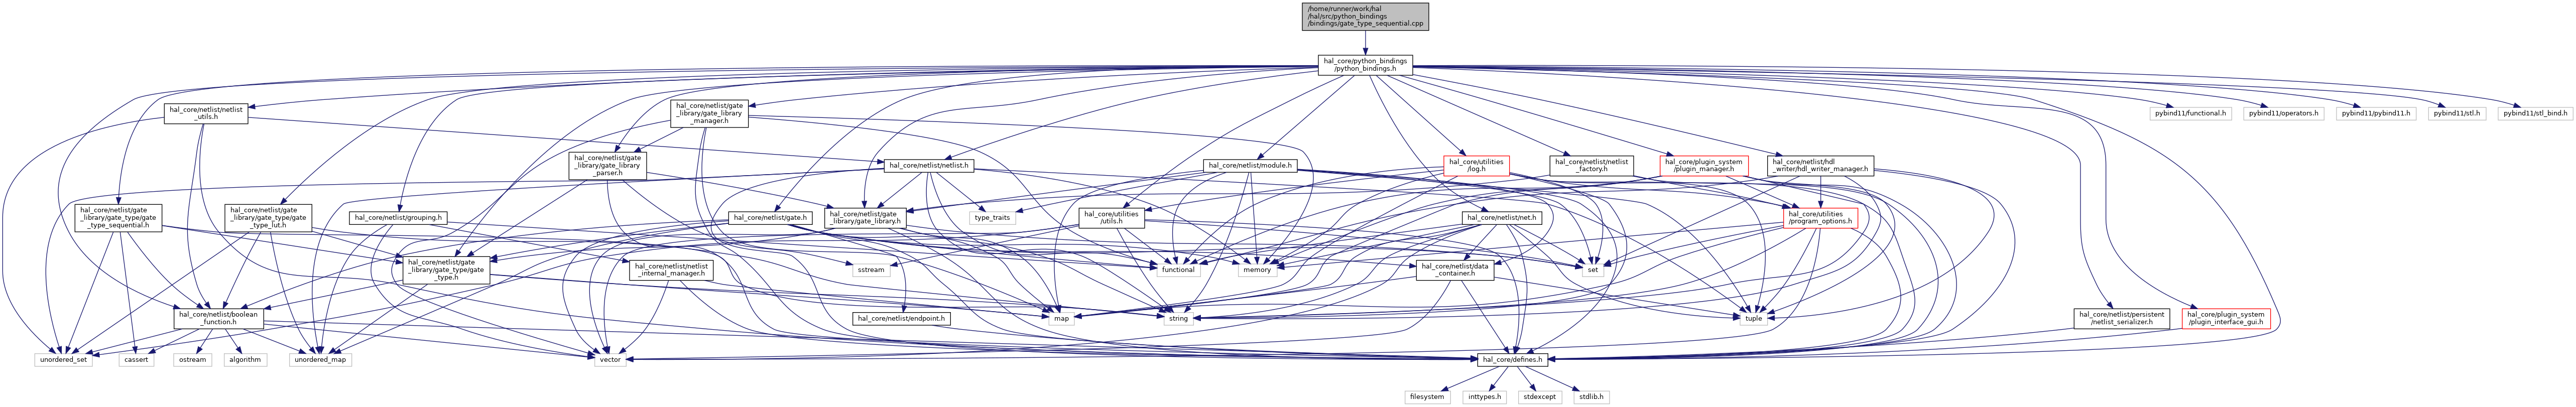 /home/runner/work/hal
/hal/src/python_bindings
/bindings/gate_type_sequential.cpp
hal_core/python_bindings
/python_bindings.h
hal_core/netlist/netlist
_utils.h
hal_core/netlist/gate
_library/gate_library
_manager.h
pybind11/functional.h
pybind11/operators.h
pybind11/pybind11.h
pybind11/stl.h
pybind11/stl_bind.h
hal_core/netlist/gate
_library/gate_library
_parser.h
hal_core/netlist/netlist.h
hal_core/netlist/module.h
hal_core/utilities
/log.h
hal_core/netlist/netlist
_factory.h
hal_core/plugin_system
/plugin_manager.h
hal_core/netlist/hdl
_writer/hdl_writer_manager.h
hal_core/netlist/gate
_library/gate_type/gate
_type_sequential.h
hal_core/netlist/gate
_library/gate_type/gate
_type_lut.h
hal_core/netlist/grouping.h
hal_core/netlist/gate.h
hal_core/netlist/gate
_library/gate_library.h
type_traits
hal_core/utilities
/utils.h
hal_core/netlist/net.h
hal_core/utilities
/program_options.h
hal_core/netlist/gate
_library/gate_type/gate
_type.h
hal_core/netlist/netlist
_internal_manager.h
sstream
functional
memory
hal_core/netlist/data
_container.h
set
hal_core/netlist/boolean
_function.h
hal_core/netlist/endpoint.h
map
string
tuple
hal_core/netlist/persistent
/netlist_serializer.h
hal_core/plugin_system
/plugin_interface_gui.h
unordered_set
cassert
ostream
algorithm
unordered_map
vector
hal_core/defines.h
filesystem
inttypes.h
stdexcept
stdlib.h